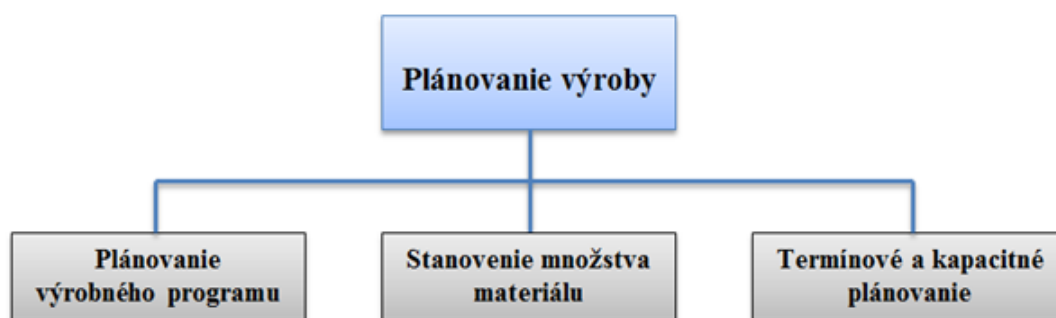 Plánovanie výroby
Plánovanie
výrobného programu
Stanovenie množstva
materiálu
Termínové a kapacitné
plánovanie